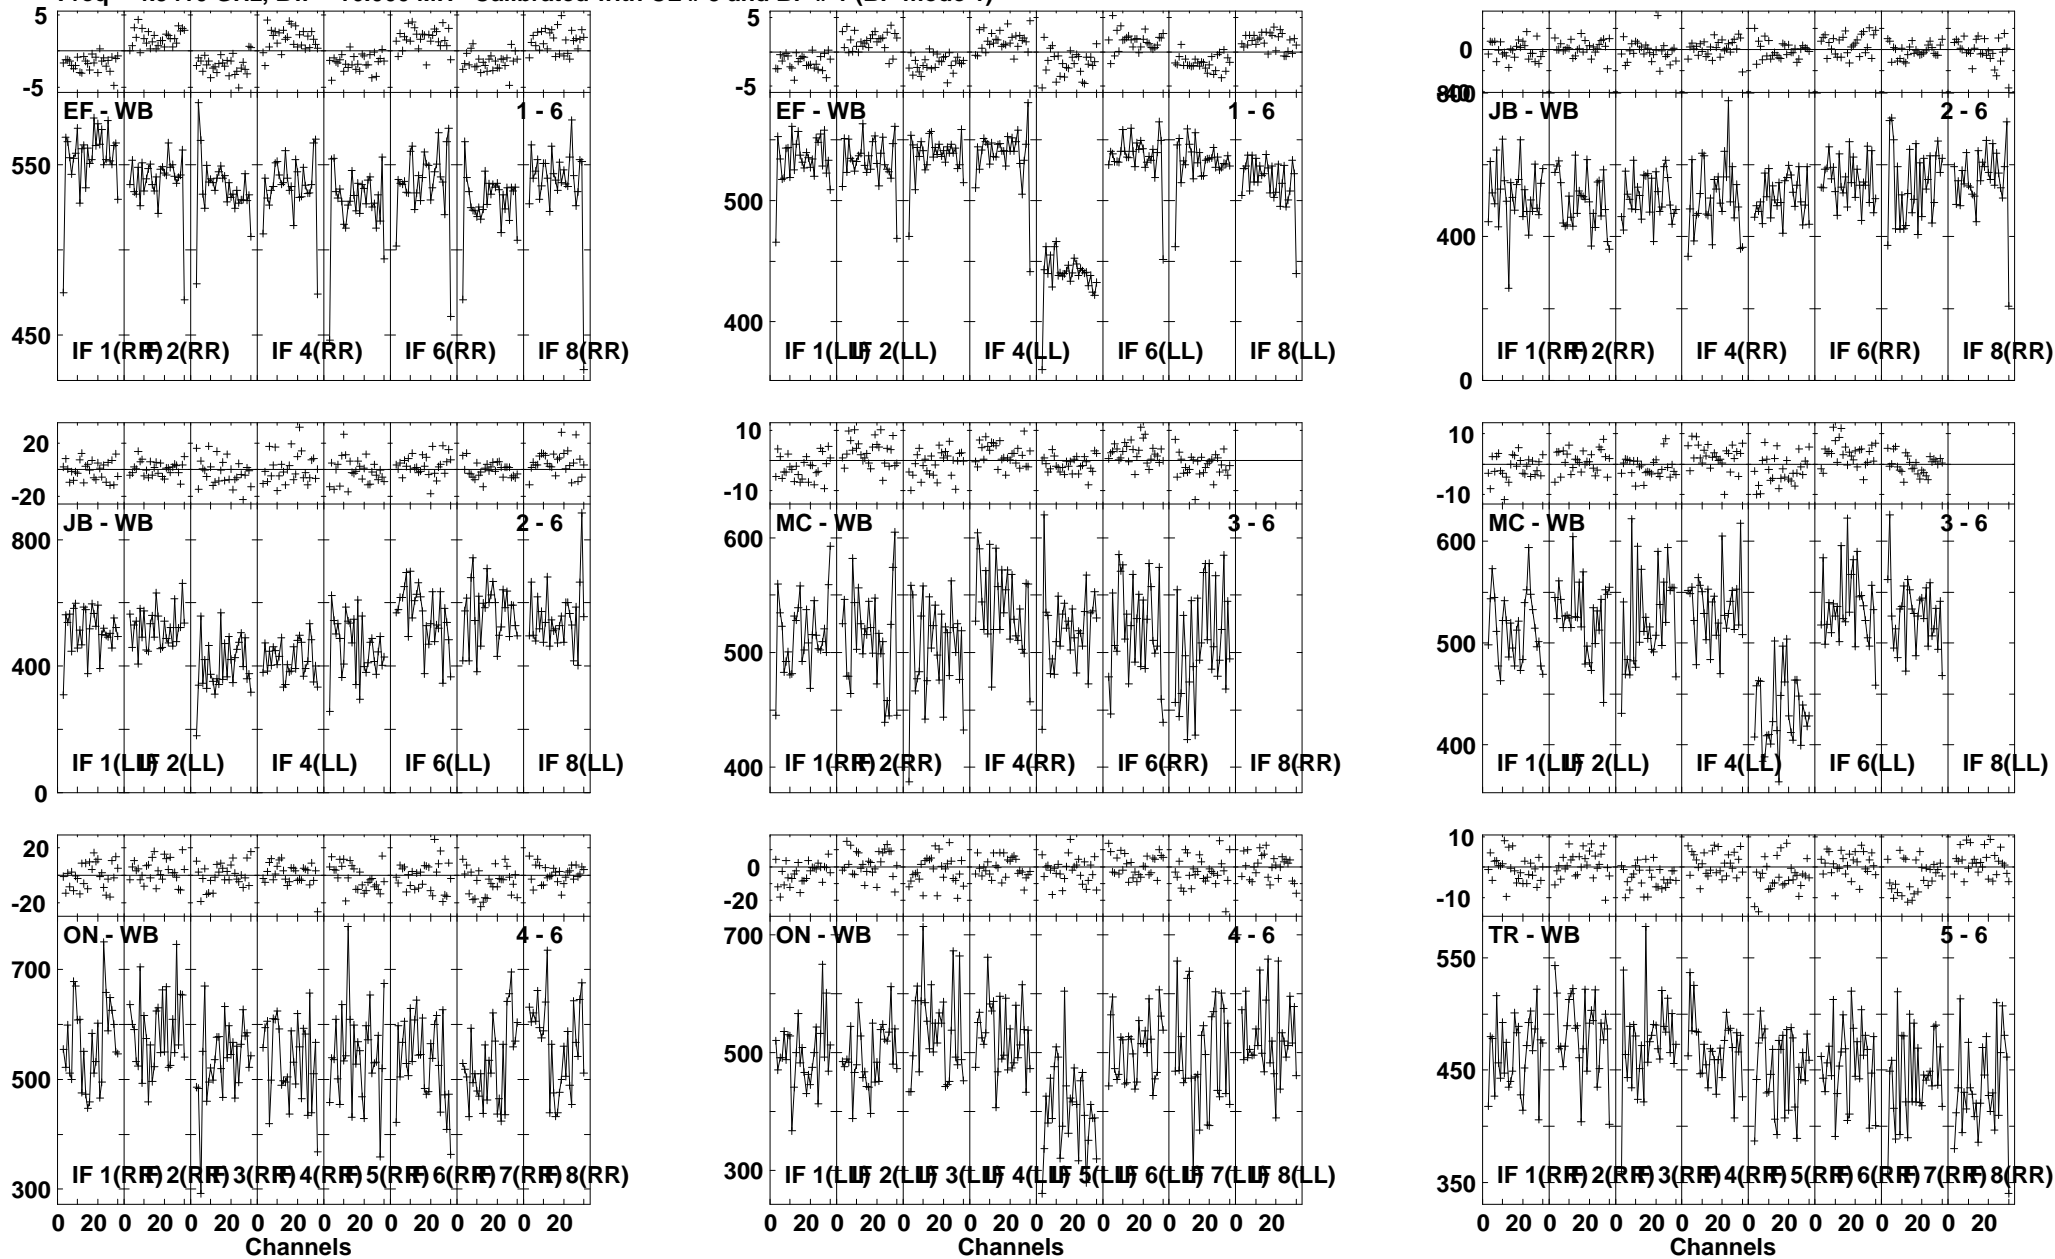 5
0
-5
EF - WB
1 - 6
550
450
IF 1(RR)
IF 2(RR)
IF 4(RR)
IF 6(RR)
IF 8(RR)
5
0
-5
EF - WB
1 - 6
500
400
IF 1(LL)
IF 2(LL)
IF 4(LL)
IF 6(LL)
IF 8(LL)
0
JB - WB
2 - 6
400
0
IF 1(RR)
IF 2(RR)
IF 4(RR)
IF 6(RR)
IF 8(RR)
20
0
-20
JB - WB
2 - 6
800
400
0
IF 1(LL)
IF 2(LL)
IF 4(LL)
IF 6(LL)
IF 8(LL)
10
0
-10
MC - WB
3 - 6
600
500
400
IF 1(RR)
IF 2(RR)
IF 4(RR)
IF 6(RR)
IF 8(RR)
10
0
-10
MC - WB
3 - 6
600
500
400
IF 1(LL)
IF 2(LL)
IF 4(LL)
IF 6(LL)
IF 8(LL)
20
0
-20
ON - WB
4 - 6
700
500
300
IF 1(RR)
IF 2(RR)
IF 3(RR)
IF 4(RR)
IF 5(RR)
IF 6(RR)
IF 7(RR)
IF 8(RR)
0 20 0 20 0 20 0 20 0 20 0 20 0 20 0 20
Channels
0
-20
ON - WB
4 - 6
700
500
300
IF 1(LL)
IF 2(LL)
IF 3(LL)
IF 4(LL)
IF 5(LL)
IF 6(LL)
IF 7(LL)
IF 8(LL)
0 20 0 20 0 20 0 20 0 20 0 20 0 20 0 20
Channels
10
0
-10
TR - WB
5 - 6
550
450
350
IF 1(RR)
IF 2(RR)
IF 3(RR)
IF 4(RR)
IF 5(RR)
IF 6(RR)
IF 7(RR)
IF 8(RR)
0 20 0 20 0 20 0 20 0 20 0 20 0 20 0 20
Channels